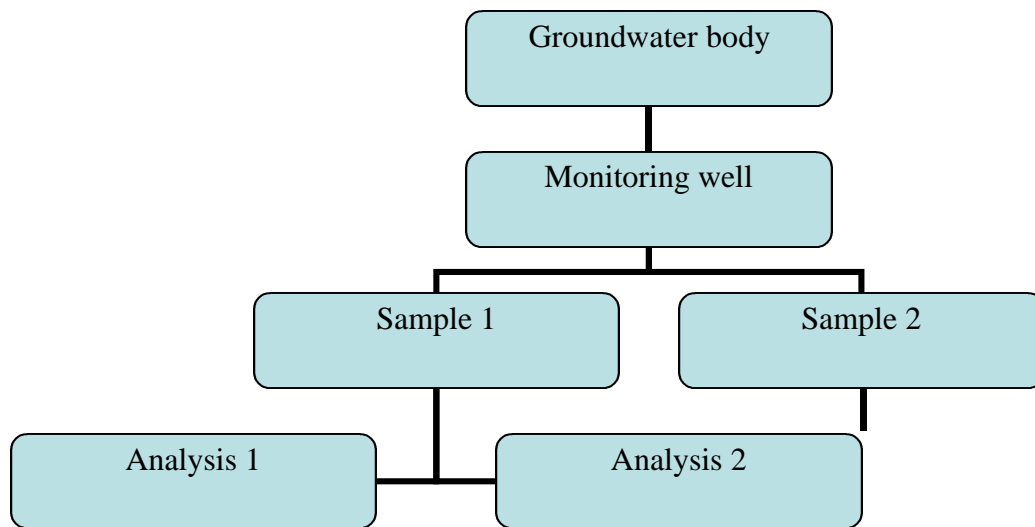 Groundwater body
Monitoring well
Sample 1
Sample 2
Analysis 1
Analysis 2